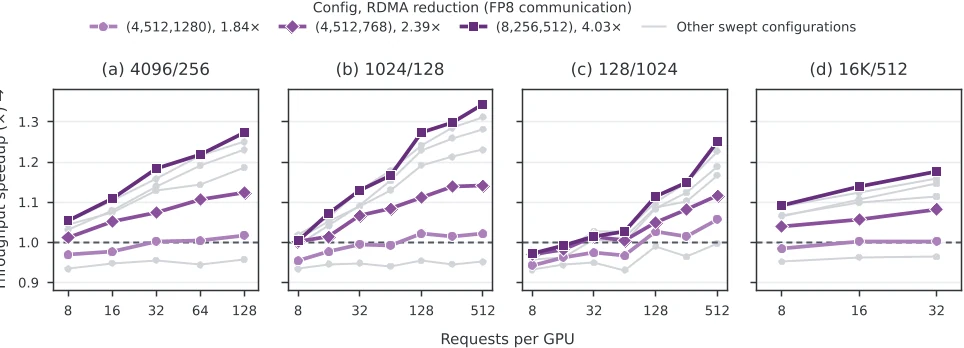 Config, RDMA reduction (FP8 communication)
(4,512,1280), 1.84× (4,512,768), 2.39× (8,256,512), 4.03× Other swept configurations
(a) 4096/256 (b) 1024/128 (c) 128/1024 (d) 16K/512
Throughput speedup (×) →
1.3
1.2
1.1
1.0
0.9
8 16 32 64 128 8 32 128 512 8 32 128 512 8 16 32
Requests per GPU